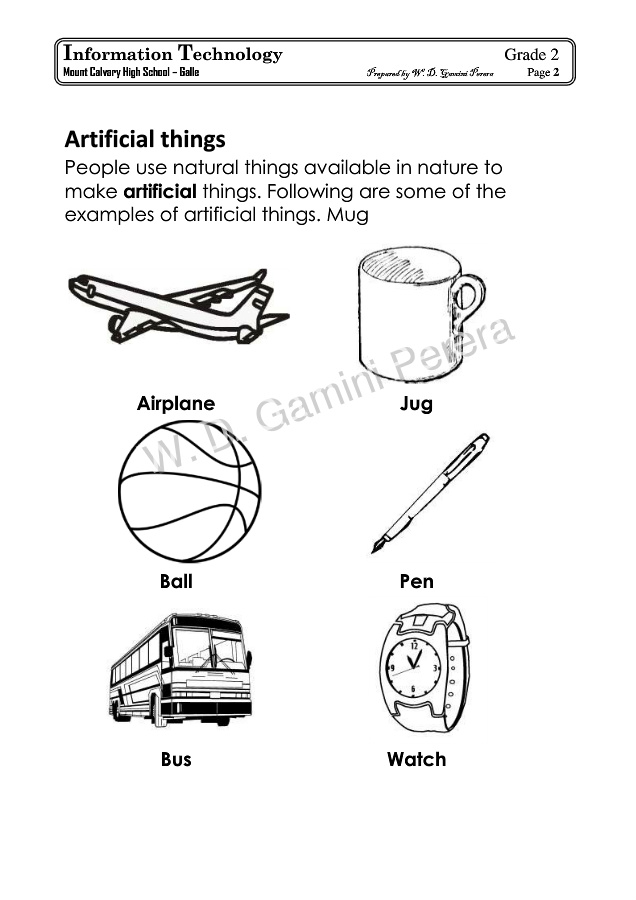 Information Technology Grade 2
Mount Calvary High School – Galle Prepared by W. D. Gamini Perera Page 2
Artificial things
People use natural things available in nature to
make artificial things. Following are some of the
examples of artificial things. Mug
W. D. Gamini Perera
Airplane Jug
Ball Pen
12
9 3
6
Bus Watch